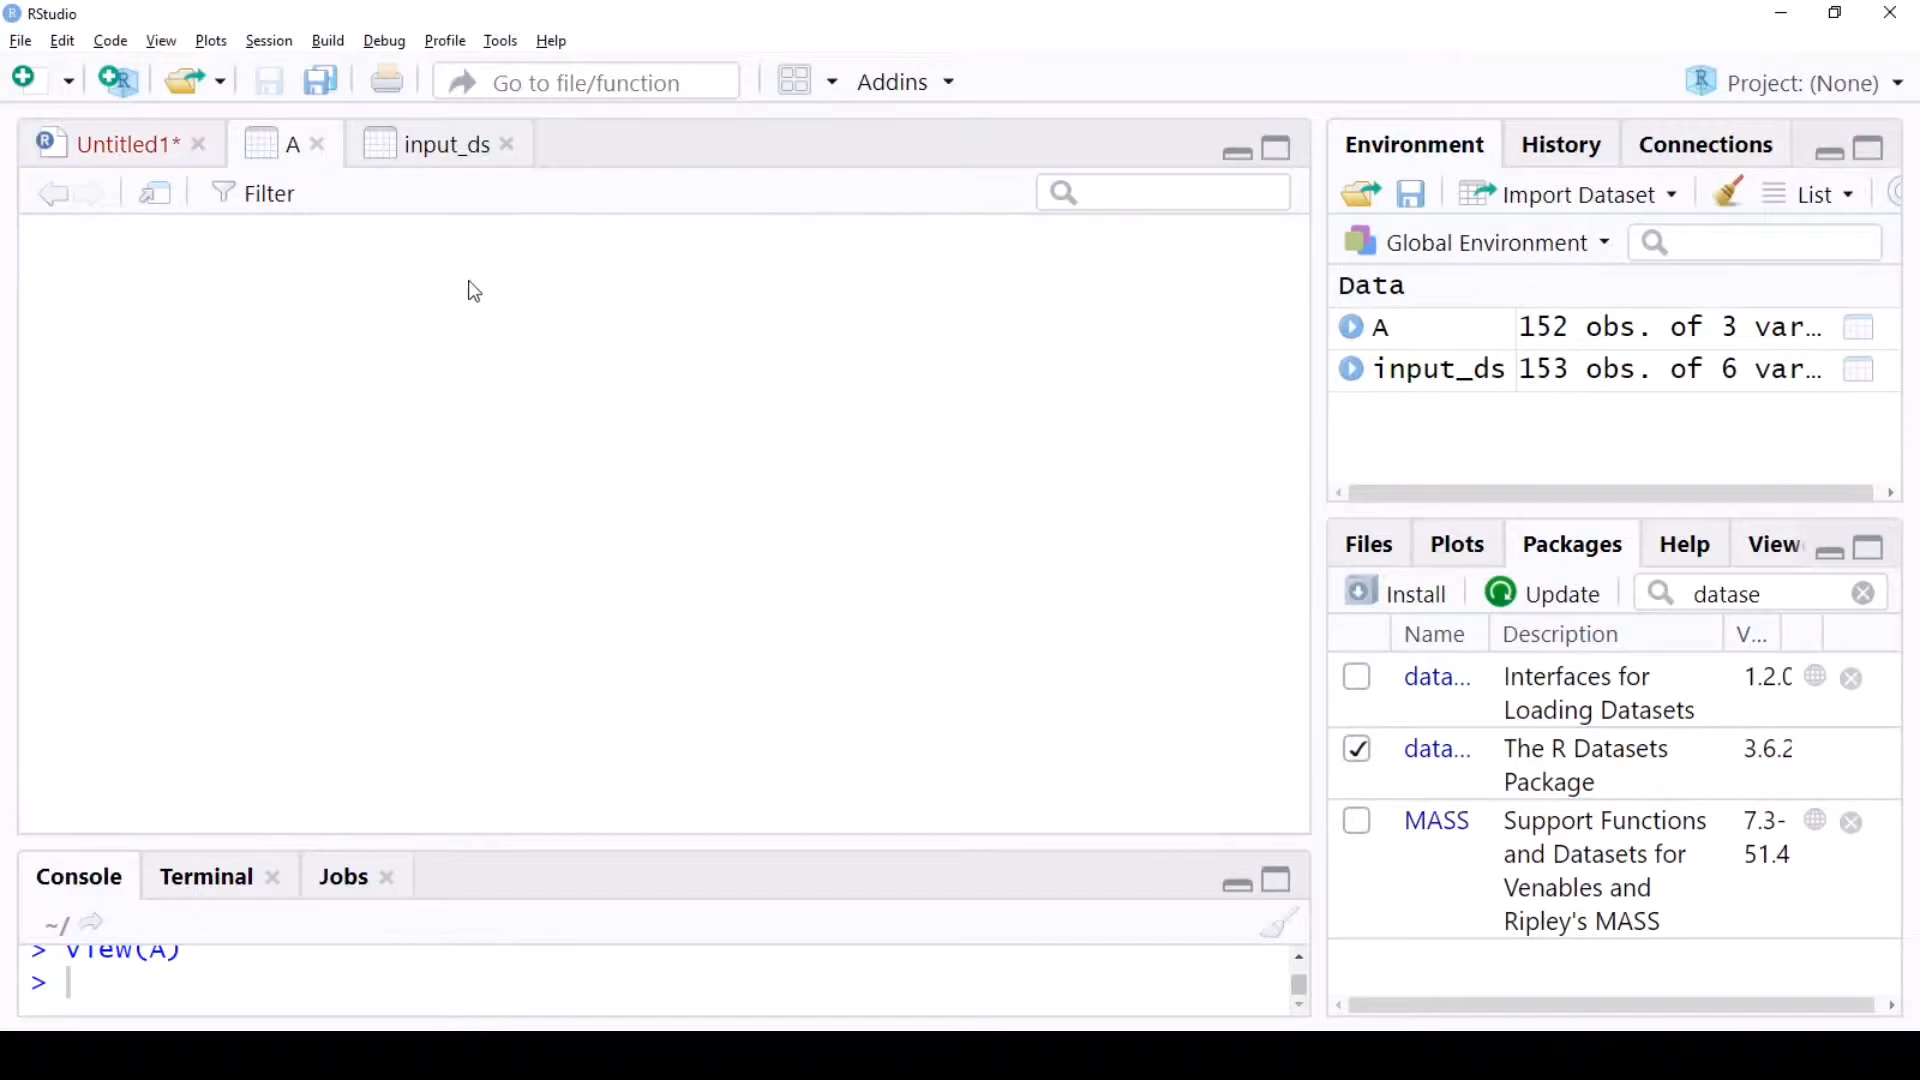 RStudio
File Edit Code View Plots Session Build Debug Profile Tools Help
Go to file/function Addins Project: (None)
Untitled1* A input_ds
Filter
Environment History Connections
Import Dataset List
Global Environment
Data
A 152 obs. of 3 var…
input_ds 153 obs. of 6 var…
Files Plots Packages Help View
Install Update datase
Name Description V...
data... Interfaces for 1.2.0
Loading Datasets
data... The R Datasets 3.6.2
Package
MASS Support Functions 7.3-
and Datasets for 51.4
Venables and
Ripley's MASS
Console Terminal Jobs
~/
> View(A)
>